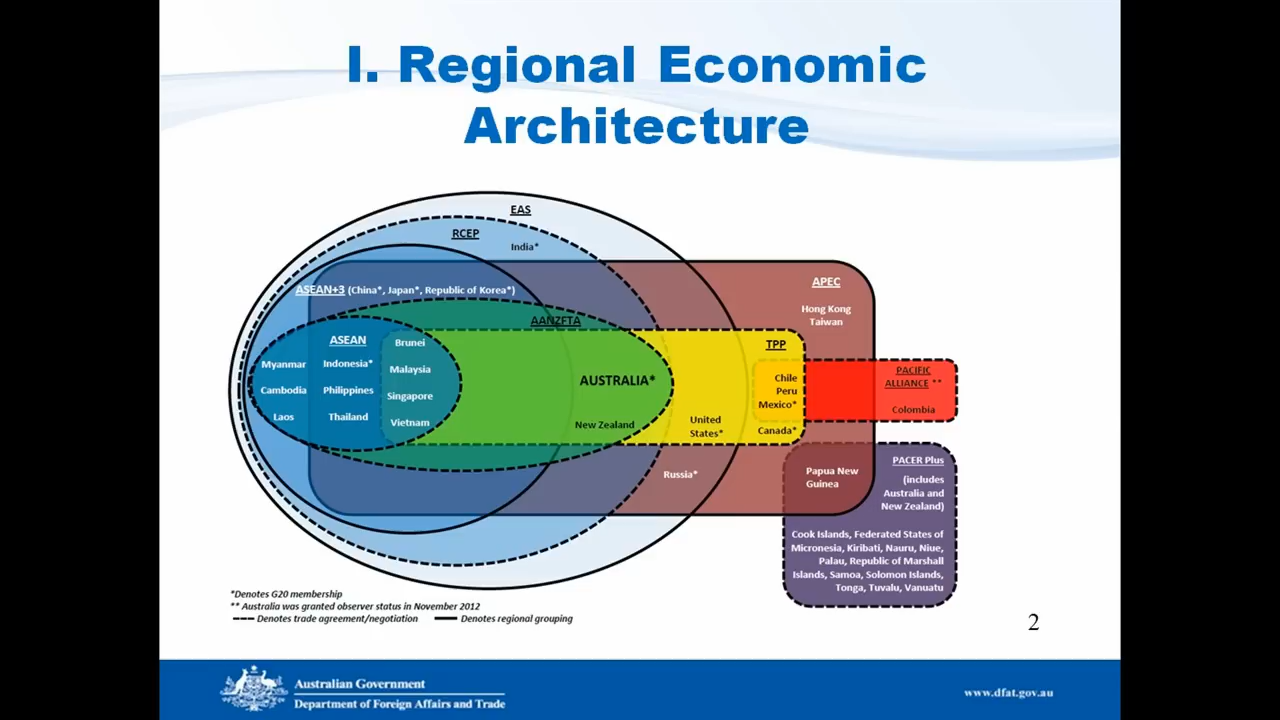 I. Regional Economic
Architecture
EAS
RCEP
India*
ASEAN+3 (China*, Japan*, Republic of Korea*)
APEC
Hong Kong
Taiwan
AANZFTA
ASEAN
Myanmar
Cambodia
Laos
Indonesia*
Philippines
Thailand
Brunei
Malaysia
Singapore
Vietnam
AUSTRALIA*
New Zealand
TPP
Chile
Peru
Mexico*
Canada*
United
States*
PACIFIC
ALLIANCE **
Colombia
Russia*
Papua New
Guinea
PACER Plus
(includes
Australia and
New Zealand)
Cook Islands, Federated States of
Micronesia, Kiribati, Nauru, Niue,
Palau, Republic of Marshall
Islands, Samoa, Solomon Islands,
Tonga, Tuvalu, Vanuatu
*Denotes G20 membership
** Australia was granted observer status in November 2012
Denotes trade agreement/negotiation Denotes regional grouping
2
Australian Government
Department of Foreign Affairs and Trade
www.dfat.gov.au